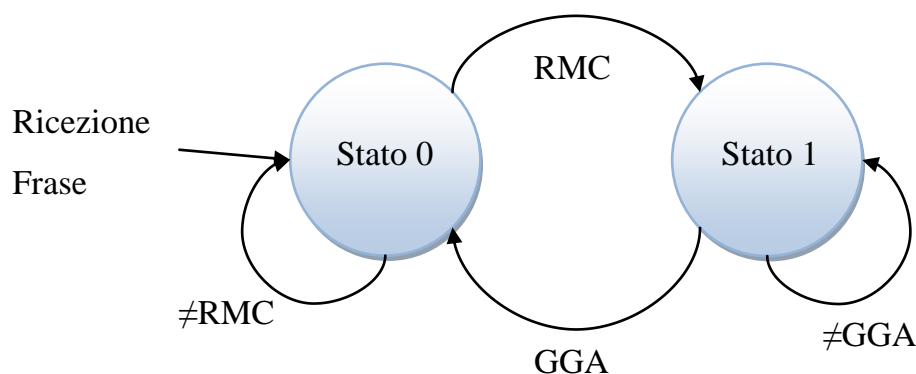 RMC
Ricezione
Frase
Stato 0
Stato 1
≠RMC
GGA
≠GGA